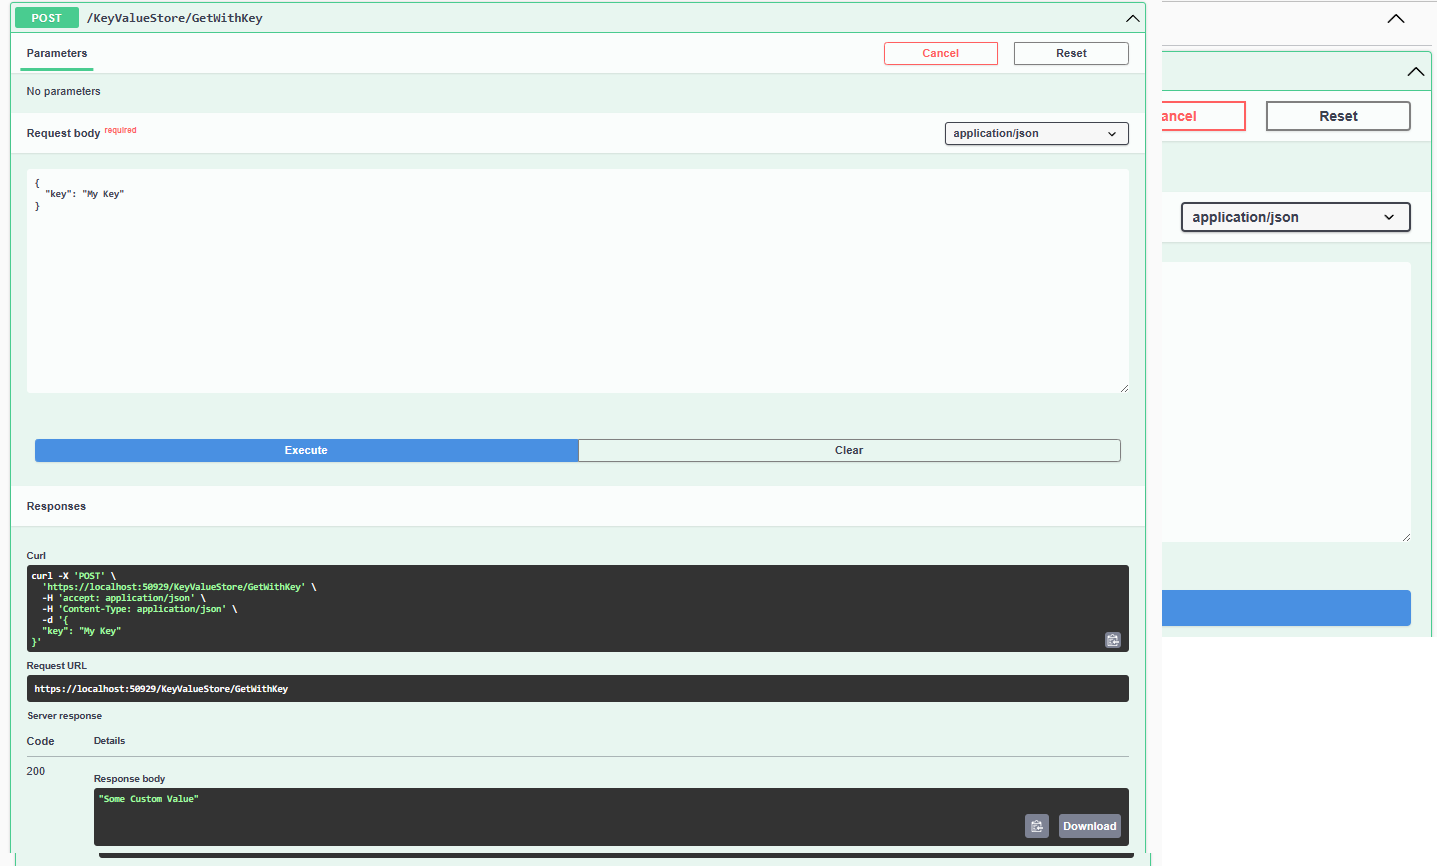 POST /KeyValueStore/GetWithKey
Parameters Cancel Reset
No parameters
Request body required application/json
{
"key": "My Key"
}
Execute Clear
Responses
Curl
curl -X 'POST' \
'https://localhost:50929/KeyValueStore/GetWithKey' \
-H 'accept: application/json' \
-H 'Content-Type: application/json' \
-d '{
"key": "My Key"
}'
Request URL
https://localhost:50929/KeyValueStore/GetWithKey
Server response
Code Details
200
Response body
"Some Custom Value"
Download
ancel Reset
application/json